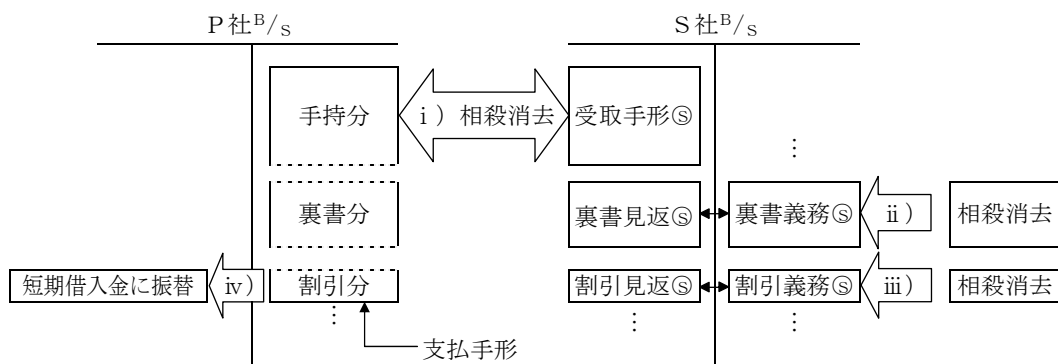 P社B/S
S社B/S
手持分
ⅰ)相殺消去
受取手形Ⓢ
⋮
裏書分
裏書見返Ⓢ
裏書義務Ⓢ
ⅱ)
相殺消去
短期借入金に振替
ⅳ)
割引分
割引見返Ⓢ
割引義務Ⓢ
ⅲ)
相殺消去
⋮
⋮
⋮
支払手形